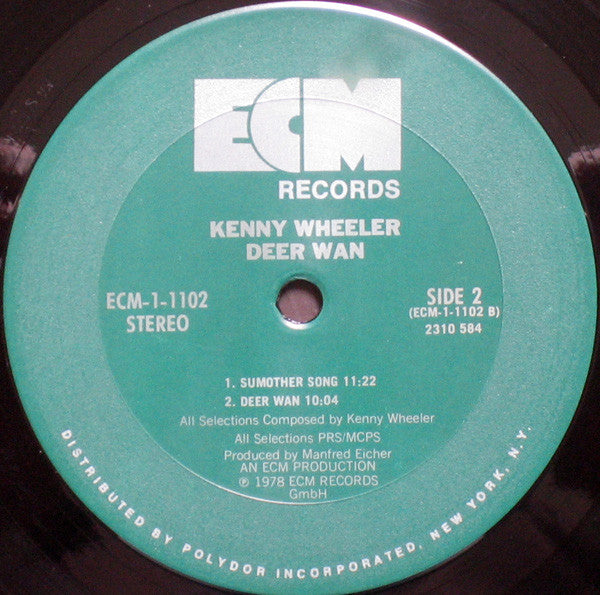 ECM
RECORDS
KENNY WHEELER
DEER WAN
ECM-1-1102
STEREO
SIDE 2
(ECM-1-1102 B)
2310 584
1. SUMOTHER SONG 11:22
2. DEER WAN 10:04
All Selections Composed by Kenny Wheeler
All Selections PRS/MCPS
Produced by Manfred Eicher
AN ECM PRODUCTION
℗ 1978 ECM RECORDS
GmbH
DISTRIBUTED BY POLYDOR INCORPORATED, NEW YORK, N.Y.